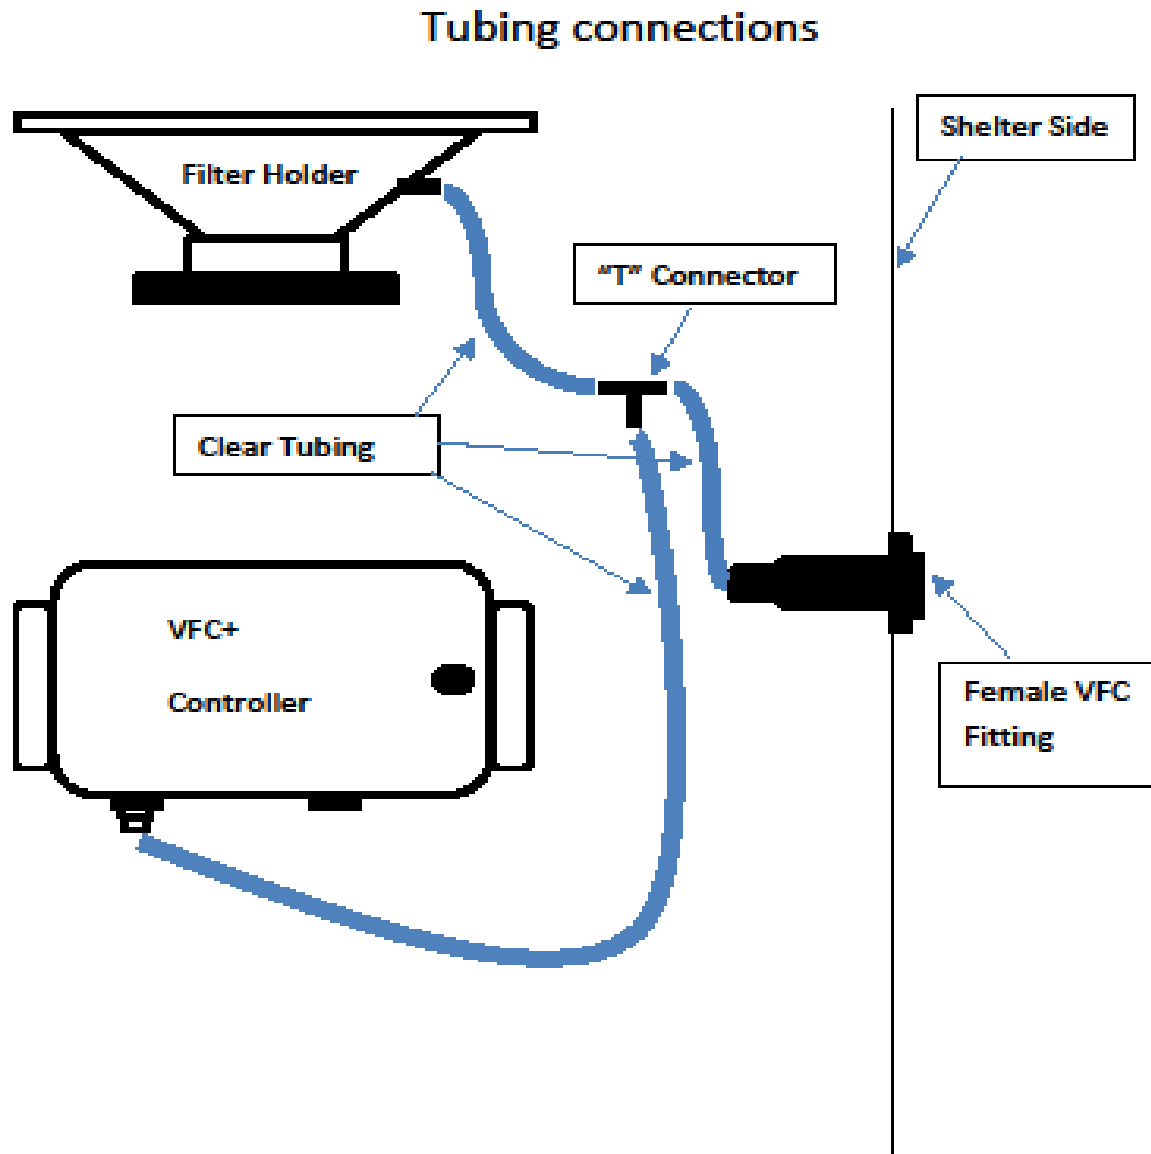 Tubing connections
Shelter Side
Filter Holder
“T” Connector
Clear Tubing
VFC+
Controller
Female VFC
Fitting